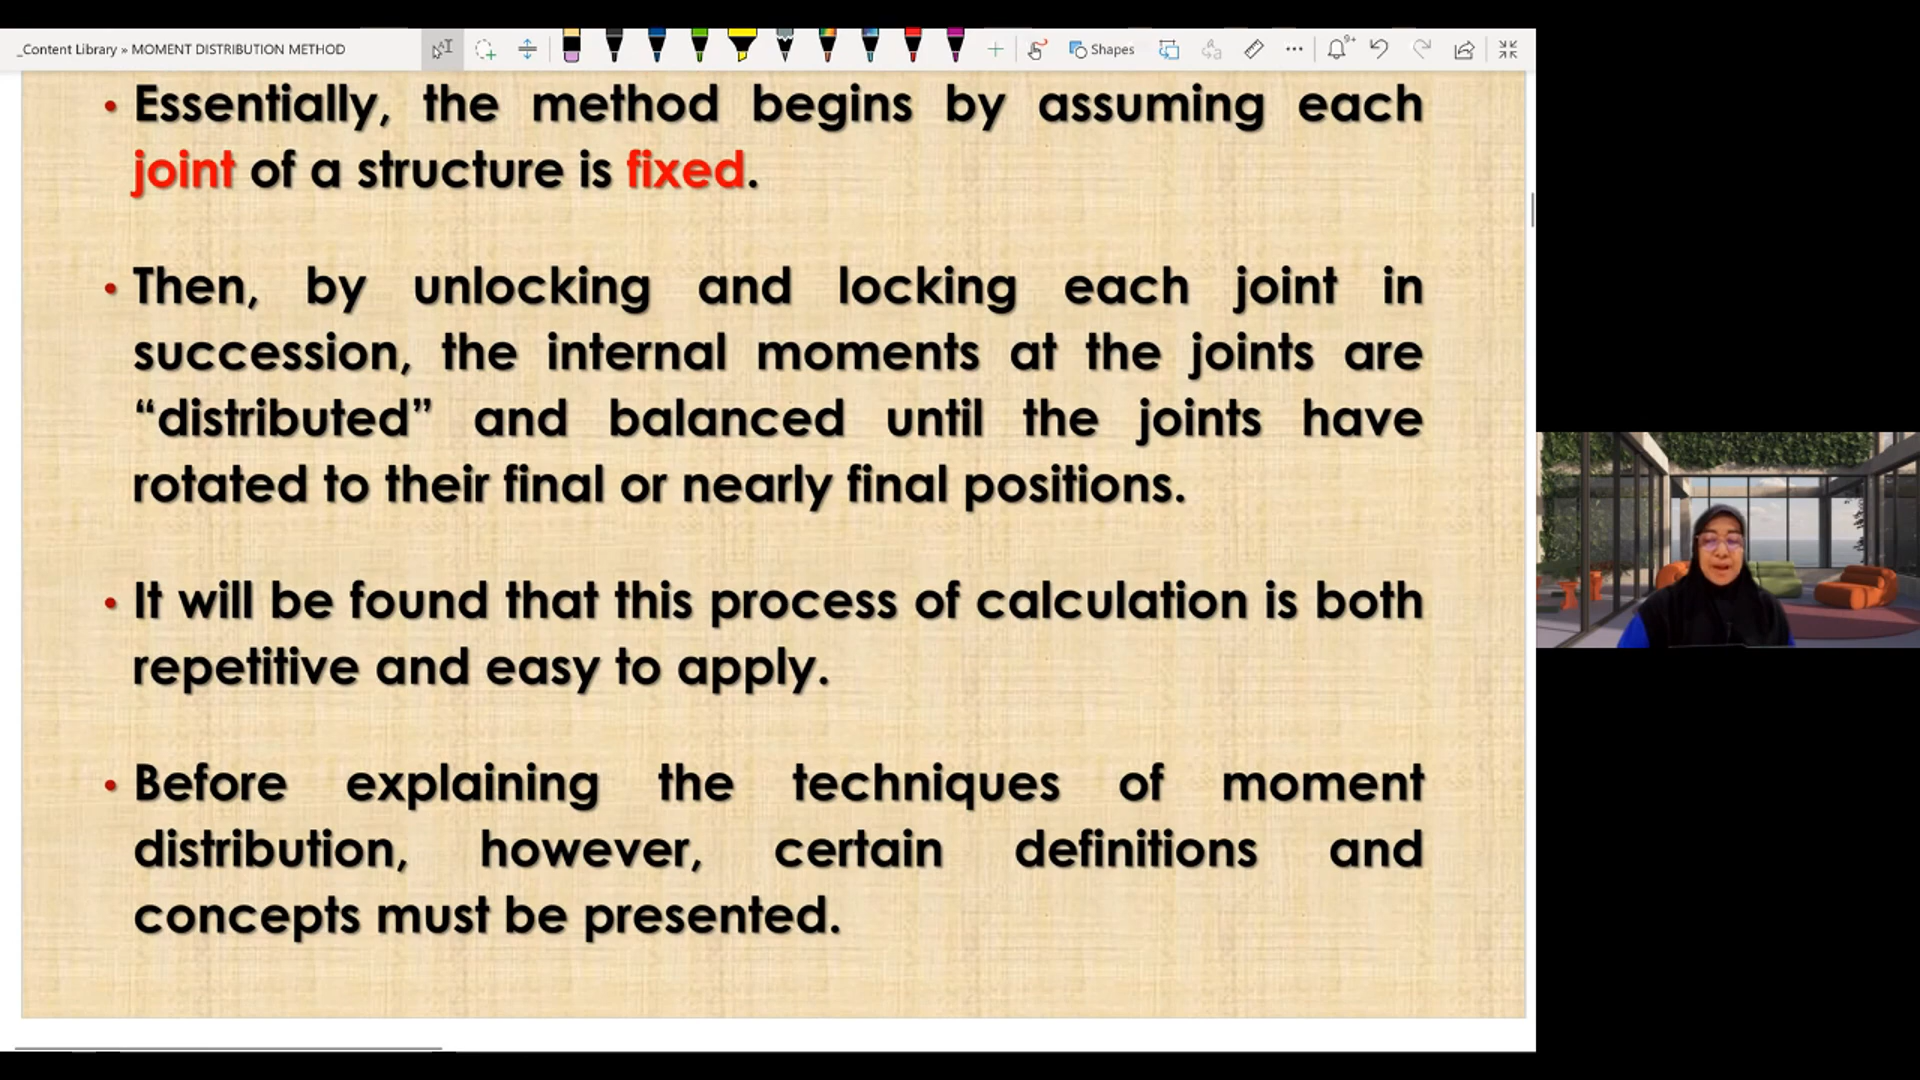 _Content Library » MOMENT DISTRIBUTION METHOD
Shapes
9+
• Essentially, the method begins by assuming each
joint of a structure is fixed.
• Then, by unlocking and locking each joint in
succession, the internal moments at the joints are
“distributed” and balanced until the joints have
rotated to their final or nearly final positions.
• It will be found that this process of calculation is both
repetitive and easy to apply.
• Before explaining the techniques of moment
distribution, however, certain definitions and
concepts must be presented.